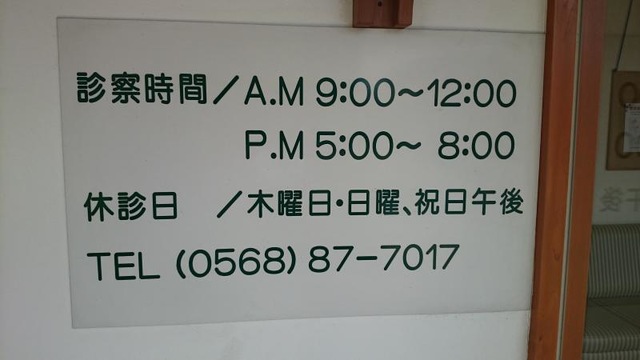 診察時間／A.M 9:00～12:00
P.M 5:00～ 8:00
休診日 ／木曜日・日曜、祝日午後
TEL (0568) 87-7017